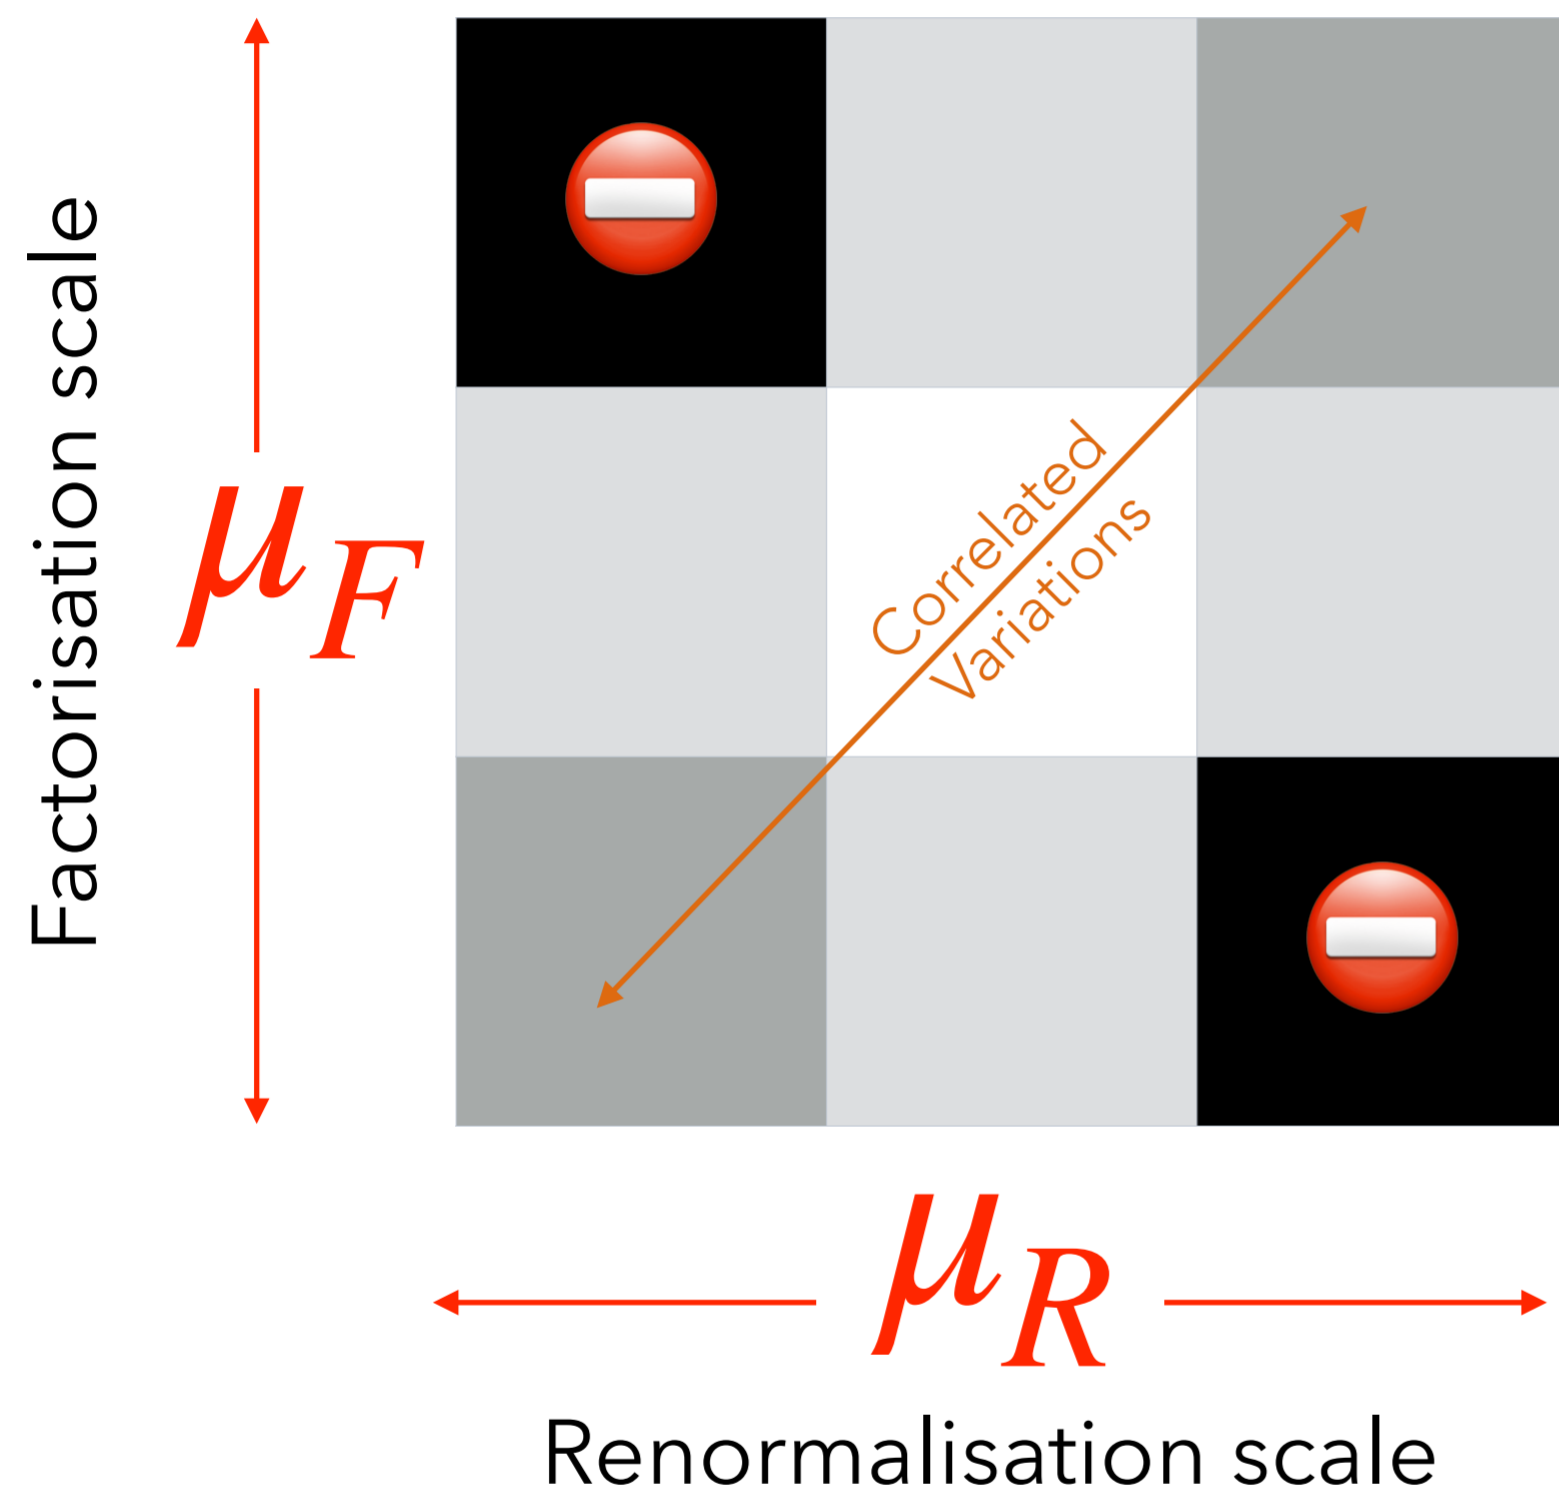 Factorisation scale
μF
Correlated
Variations
μR
Renormalisation scale